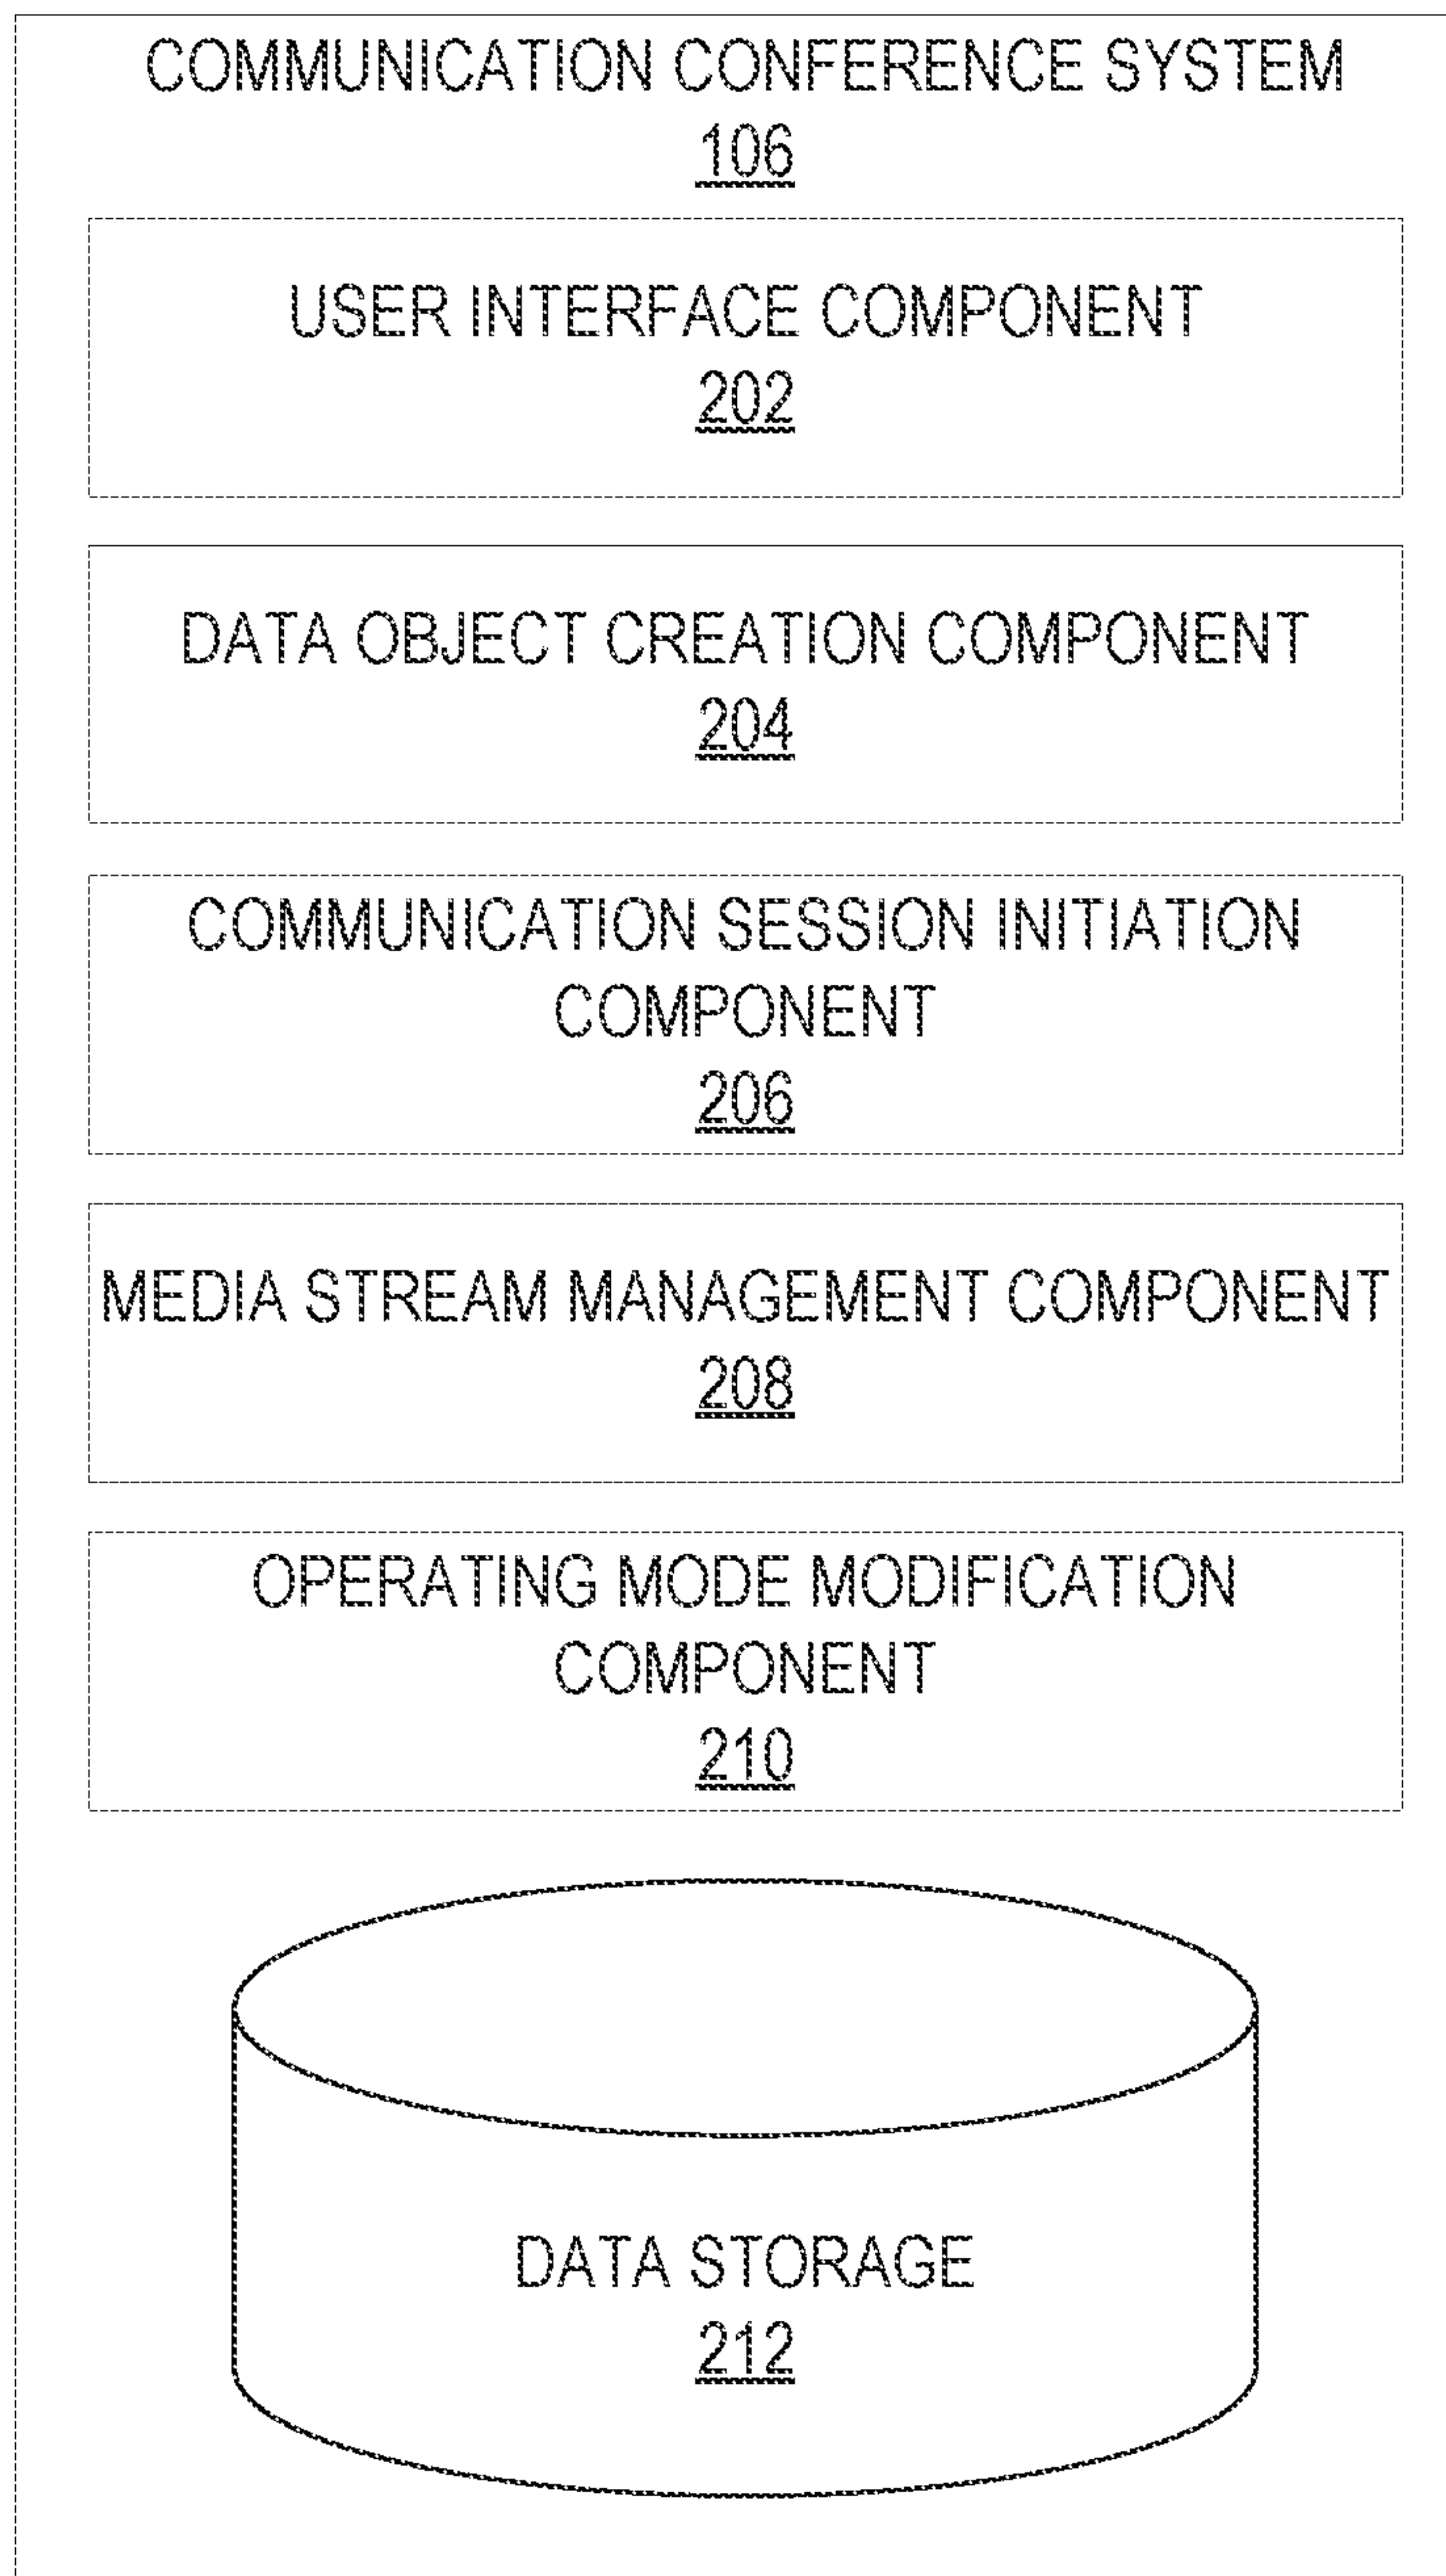 COMMUNICATION CONFERENCE SYSTEM
106
USER INTERFACE COMPONENT
202
DATA OBJECT CREATION COMPONENT
204
COMMUNICATION SESSION INITIATION
COMPONENT
206
MEDIA STREAM MANAGEMENT COMPONENT
208
OPERATING MODE MODIFICATION
COMPONENT
210
DATA STORAGE
212